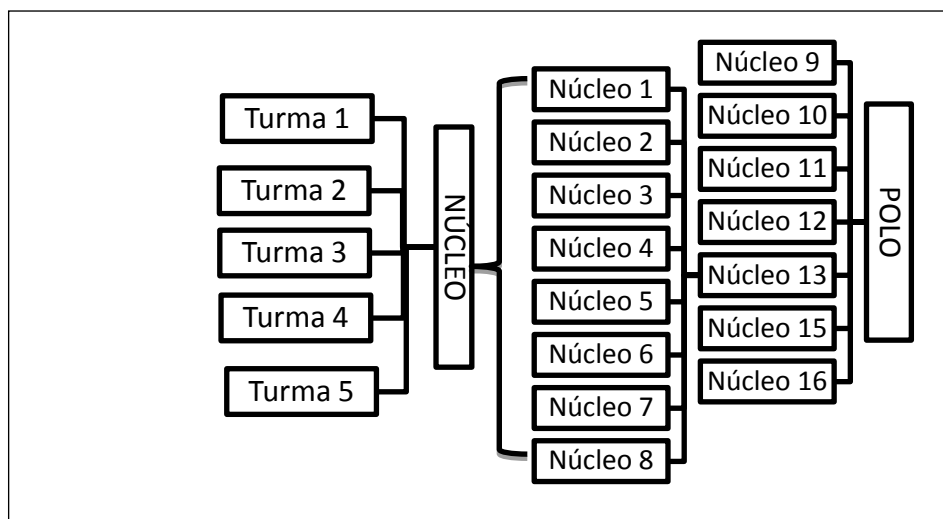 Turma 1
Turma 2
Turma 3
Turma 4
Turma 5
NÚCLEO
Núcleo 1
Núcleo 2
Núcleo 3
Núcleo 4
Núcleo 5
Núcleo 6
Núcleo 7
Núcleo 8
Núcleo 9
Núcleo 10
Núcleo 11
Núcleo 12
Núcleo 13
Núcleo 15
Núcleo 16
POLO